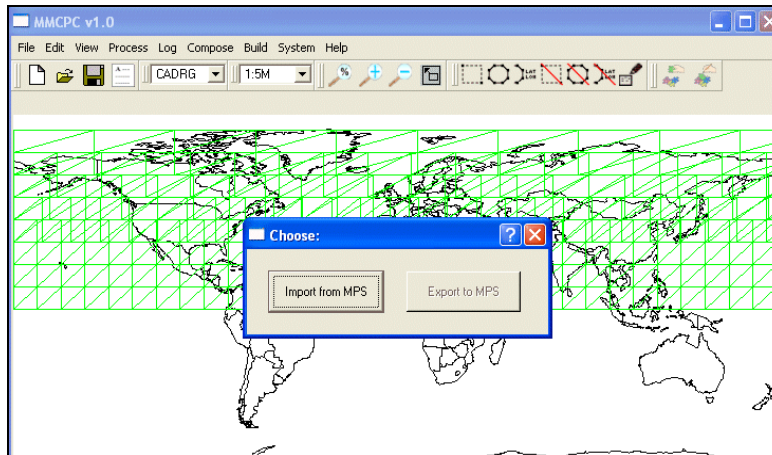 MMCPC v1.0
File Edit View Process Log Compose Build System Help
CADRG 1:5M
Choose:
Import from MPS Export to MPS